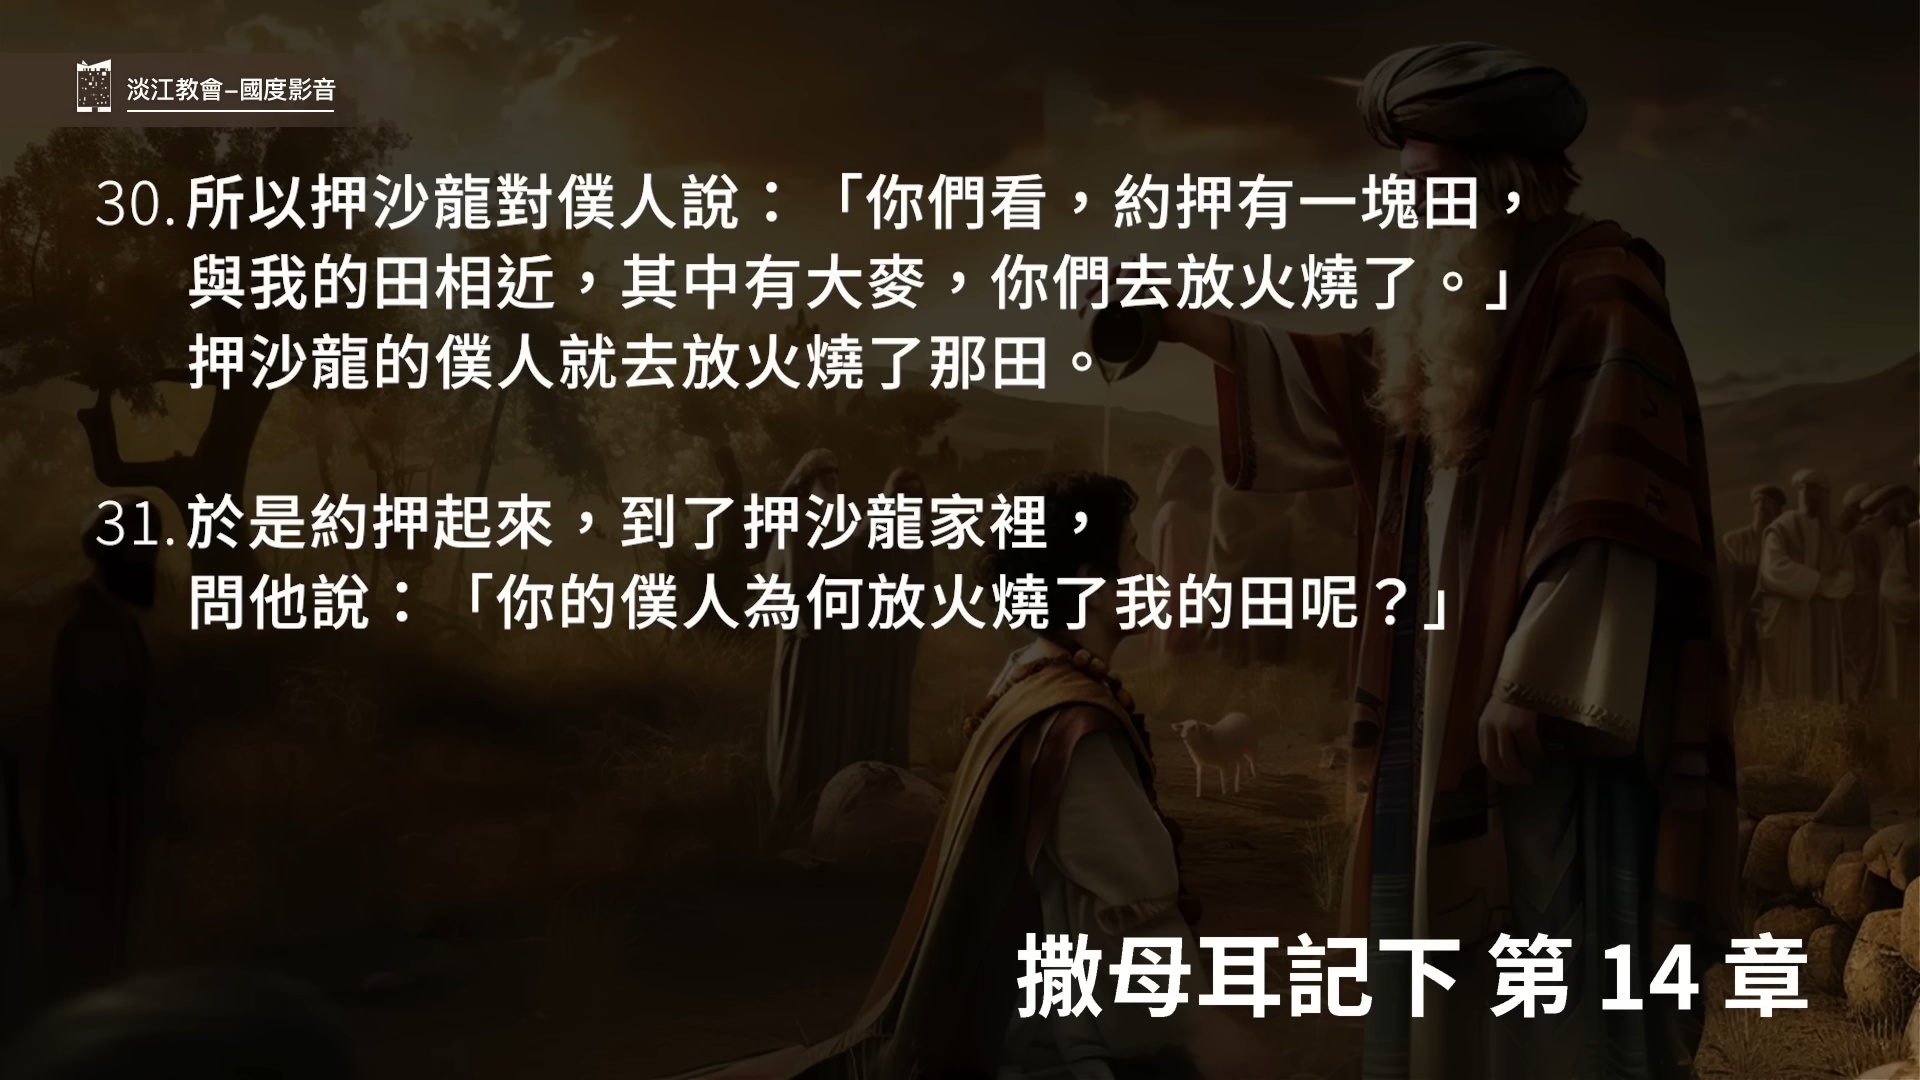 淡江教會–國度影音
30.所以押沙龍對僕人說：「你們看，約押有一塊田，
與我的田相近，其中有大麥，你們去放火燒了。」
押沙龍的僕人就去放火燒了那田。
31.於是約押起來，到了押沙龍家裡，
問他說：「你的僕人為何放火燒了我的田呢？」
撒母耳記下 第 14 章